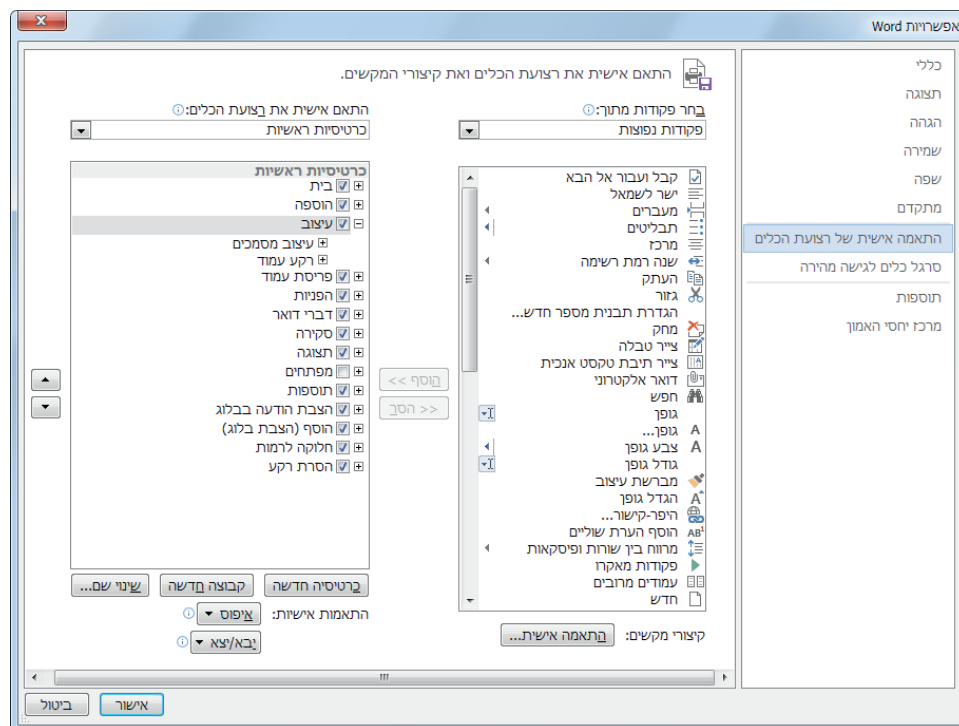 אפשרויות Word
כללי
תצוגה
הגהה
שמירה
שפה
מתקדם
התאמה אישית של רצועת הכלים
סרגל כלים לגישה מהירה
תוספות
מרכז יחסי האמון
התאם אישית את רצועת הכלים ואת קיצורי המקשים.
בחר פקודות מתוך:
פקודות נפוצות
קבל ועבור אל הבא
ישר לשמאל
מעברים
תבליטים
מרכז
שנה רמת רשימה
העתק
גזור
הגדרת תבנית מספר חדש...
מחק
צייר טבלה
צייר תיבת טקסט אנכית
דואר אלקטרוני
חפש
גופן
גופן...
צבע גופן
גודל גופן
מברשת עיצוב
הגדל גופן
היפר-קישור...
הוסף הערת שוליים
מרווח בין שורות ופיסקאות
פקודות מאקרו
עמודים מרובים
חדש
קיצורי מקשים: התאמה אישית...
הוסף >>
<< הסר
התאם אישית את רצועת הכלים:
כרטיסיות ראשיות
כרטיסיות ראשיות
בית
הוספה
עיצוב
עיצוב מסמכים
רקע עמוד
פריסת עמוד
הפניות
דברי דואר
סקירה
תצוגה
מפתחים
תוספות
הצבת הודעה בבלוג
הוסף (הצבת בלוג)
חלוקה לרמות
הסרת רקע
כרטיסיה חדשה קבוצה חדשה שינוי שם...
התאמות אישיות: איפוס
יבא/יצא
אישור ביטול